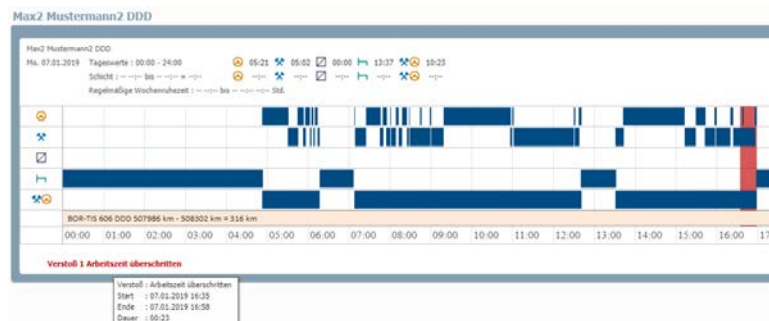 Max2 Mustermann2 DDD
Max2 Mustermann2 DDD
Mo. 07.01.2019 Tageswerte : 00:00 - 24:00 05:21 05:02 00:00 13:37 10:23
Schicht : -- --:-- bis -- --:-- = --:-- --:-- --:-- --:-- --:-- --:--
Regelmäßige Wochenruhezeit : -- --:-- bis -- --:-- --:-- Std.
BOR-TIS 606 DDD 507986 km - 508302 km = 316 km
00:00 01:00 02:00 03:00 04:00 05:00 06:00 07:00 08:00 09:00 10:00 11:00 12:00 13:00 14:00 15:00 16:00 17
Verstoß 1 Arbeitszeit überschritten
Verstoß : Arbeitszeit überschritten
Start : 07.01.2019 16:35
Ende : 07.01.2019 16:58
Dauer : 00:23